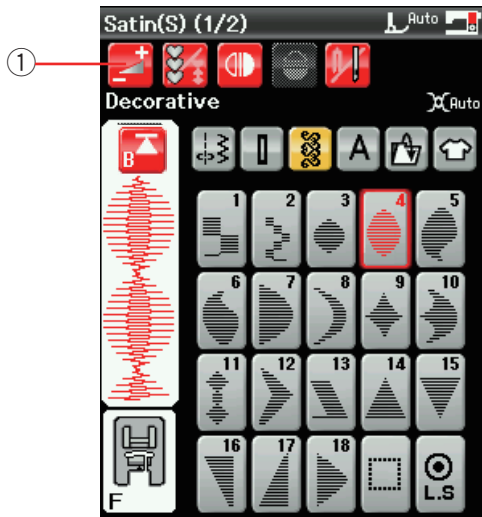 Satin(S) (1/2) Auto
1
Decorative Auto
B
A
1 2 3 4 5
6 7 8 9 10
11 12 13 14 15
16 17 18
L.S
F